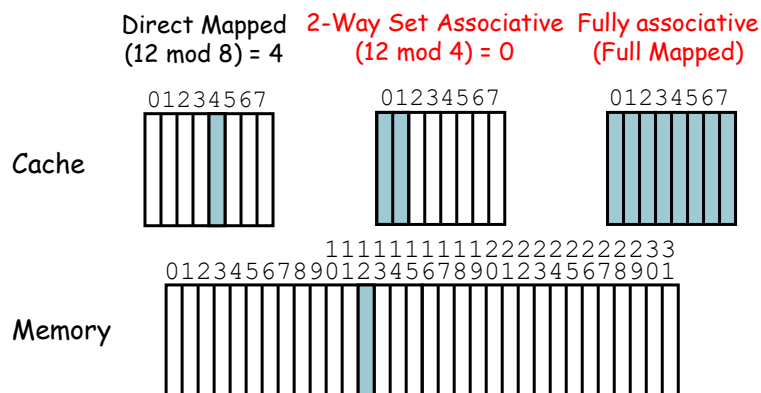 Direct Mapped
(12 mod 8) = 4
2-Way Set Associative
(12 mod 4) = 0
Fully associative
(Full Mapped)
01234567
01234567
01234567
Cache
1111111111222222222233
01234567890123456789012345678901
Memory